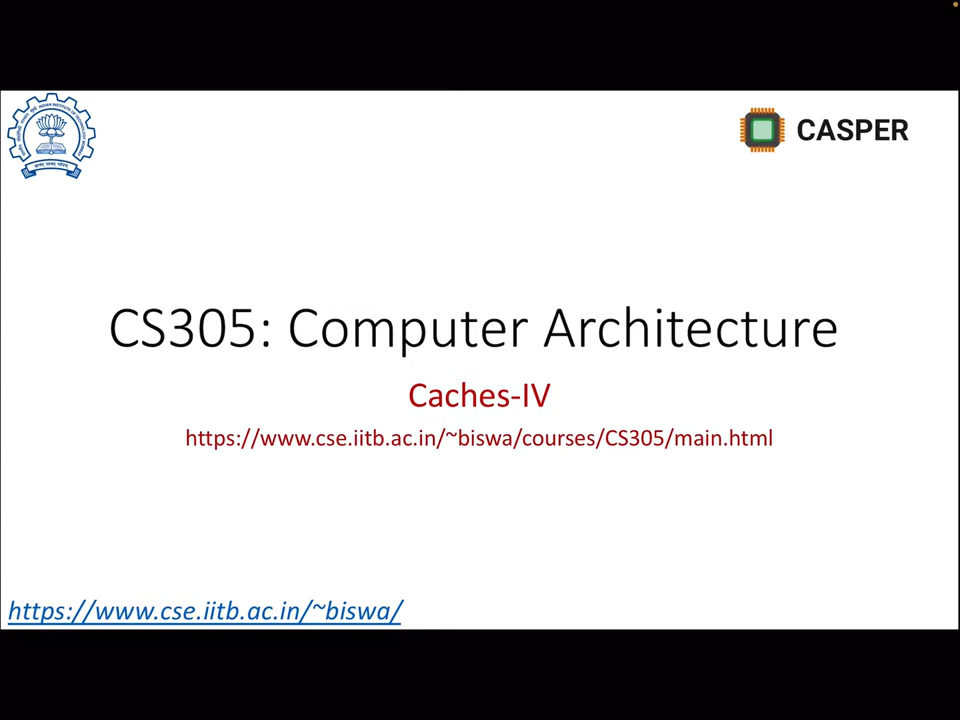 CASPER
CS305: Computer Architecture
Caches-IV
https://www.cse.iitb.ac.in/~biswa/courses/CS305/main.html
https://www.cse.iitb.ac.in/~biswa/